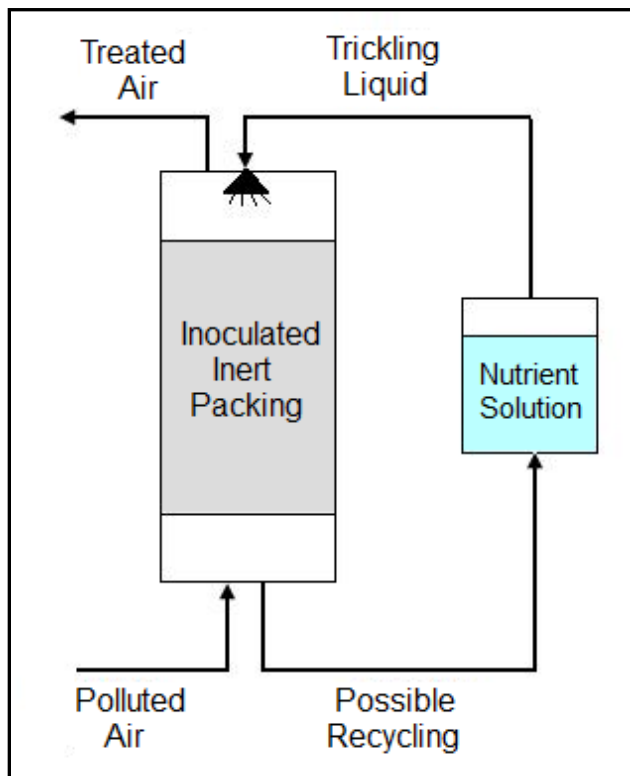 Treated
Air
Trickling
Liquid
Inoculated
Inert
Packing
Nutrient
Solution
Polluted
Air
Possible
Recycling